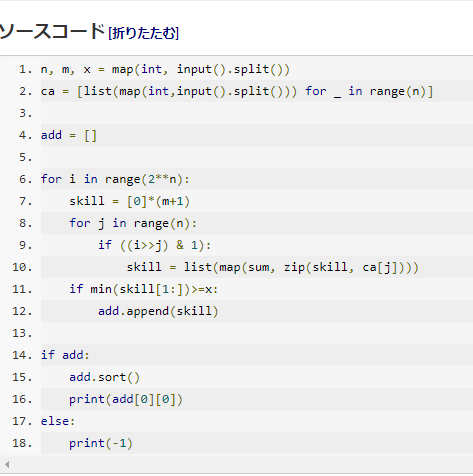 ソースコード[折りたたむ]
1. n, m, x = map(int, input().split())
2. ca = [list(map(int,input().split())) for _ in range(n)]
3.
4. add = []
5.
6. for i in range(2**n):
7.     skill = [0]*(m+1)
8.     for j in range(n):
9.         if ((i>>j) & 1):
10.             skill = list(map(sum, zip(skill, ca[j])))
11.     if min(skill[1:])>=x:
12.         add.append(skill)
13.
14. if add:
15.     add.sort()
16.     print(add[0][0])
17. else:
18.     print(-1)